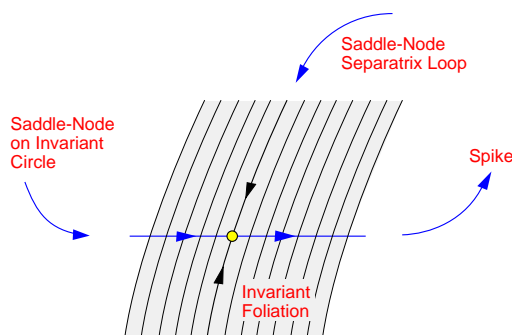 Saddle-Node
Separatrix Loop
Saddle-Node
on Invariant
Circle
Spike
Invariant
Foliation